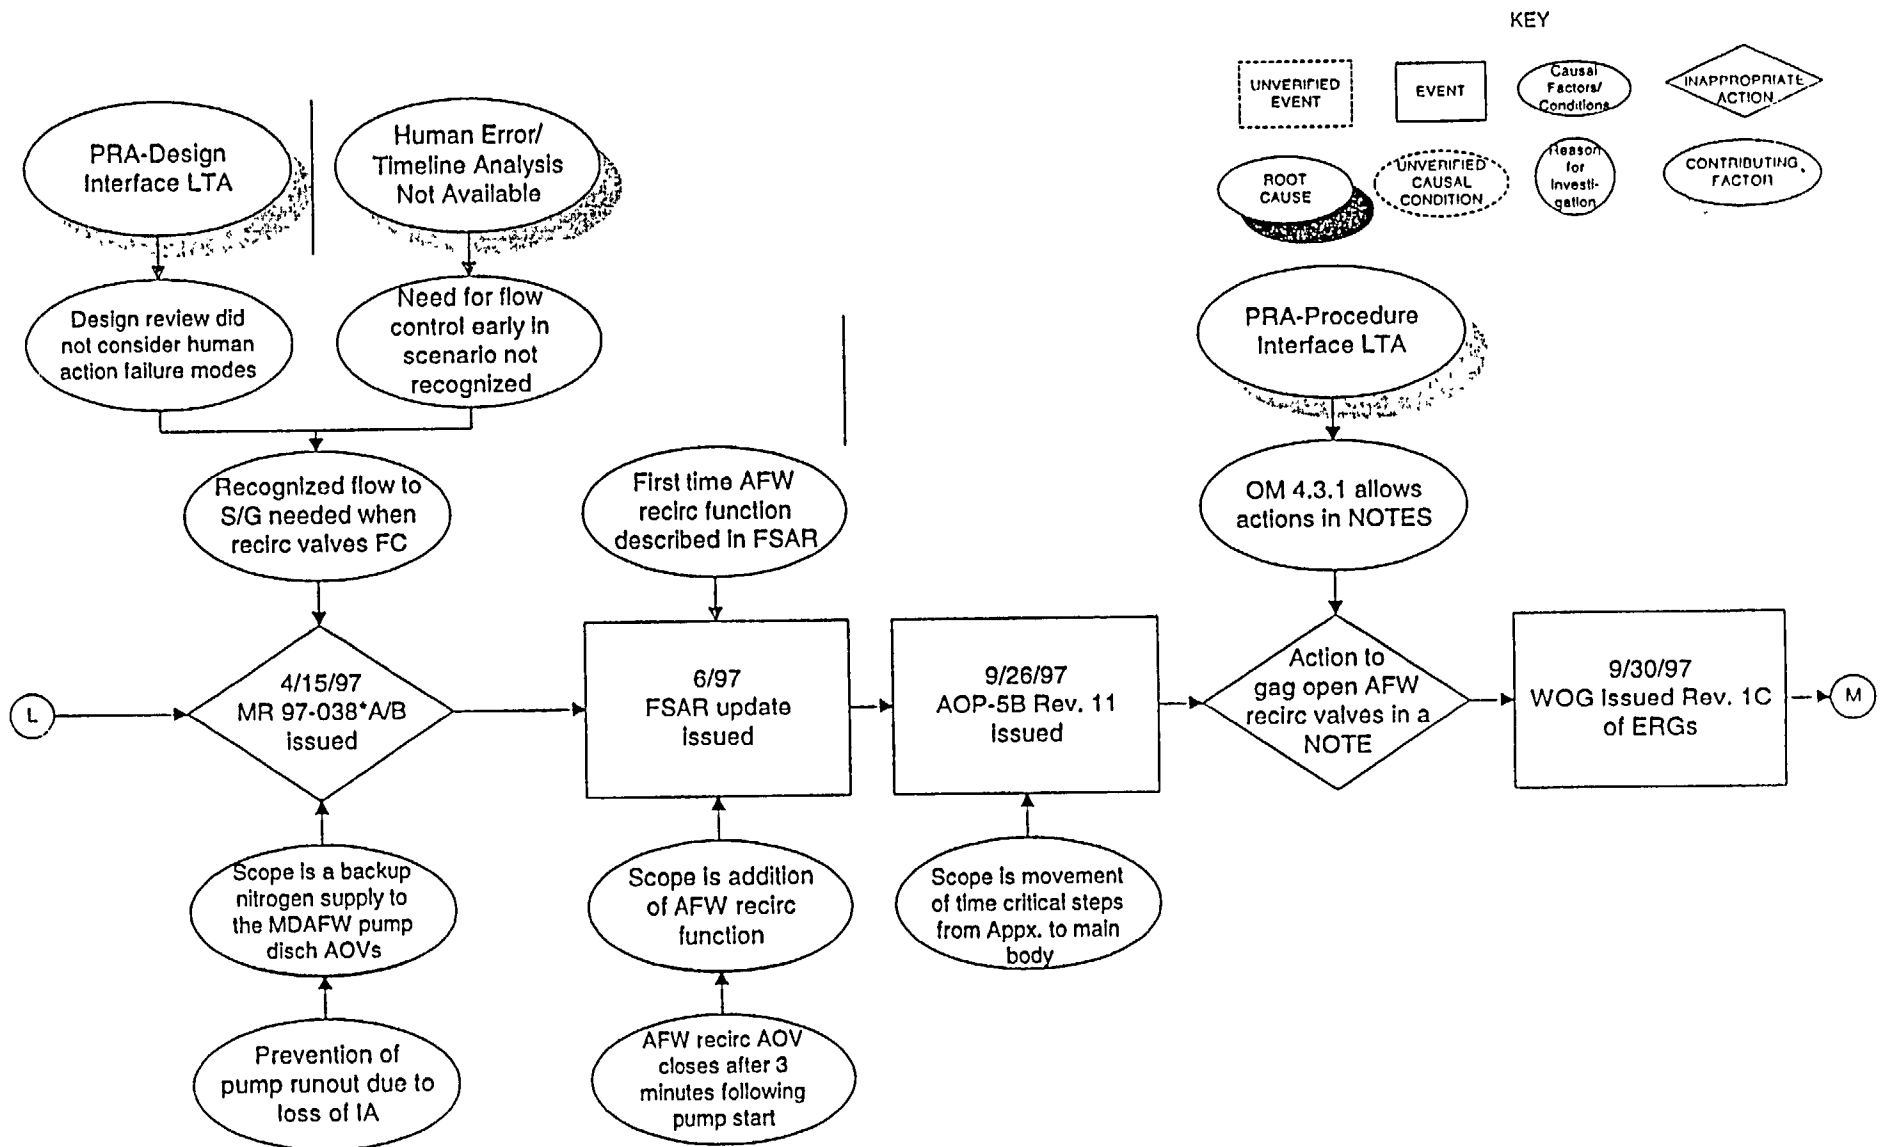 KEY
UNVERIFIED
EVENT
EVENT
Causal
Factors/
Conditions
INAPPROPRIATE
ACTION
ROOT
CAUSE
UNVERIFIED
CAUSAL
CONDITION
Reason
for
Investi-
gation
CONTRIBUTING
FACTOR
PRA-Design
Interface LTA
Human Error/
Timeline Analysis
Not Available
Design review did
not consider human
action failure modes
Need for flow
control early in
scenario not
recognized
PRA-Procedure
Interface LTA
Recognized flow to
S/G needed when
recirc valves FC
First time AFW
recirc function
described in FSAR
OM 4.3.1 allows
actions in NOTES
L
4/15/97
MR 97-038*A/B
issued
6/97
FSAR update
issued
9/26/97
AOP-5B Rev. 11
issued
Action to
gag open AFW
recirc valves in a
NOTE
9/30/97
WOG issued Rev. 1C
of ERGs
M
Scope is a backup
nitrogen supply to
the MDAFW pump
disch AOVs
Scope is addition
of AFW recirc
function
Scope is movement
of time critical steps
from Appx. to main
body
Prevention of
pump runout due to
loss of IA
AFW recirc AOV
closes after 3
minutes following
pump start